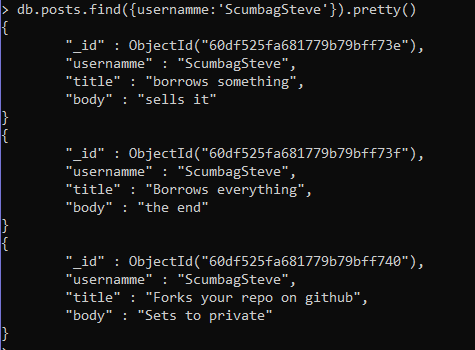 > db.posts.find({usernamme:'ScumbagSteve'}).pretty()
{
"_id" : ObjectId("60df525fa681779b79bff73e"),
"usernamme" : "ScumbagSteve",
"title" : "borrows something",
"body" : "sells it"
}
{
"_id" : ObjectId("60df525fa681779b79bff73f"),
"usernamme" : "ScumbagSteve",
"title" : "Borrows everything",
"body" : "the end"
}
{
"_id" : ObjectId("60df525fa681779b79bff740"),
"usernamme" : "ScumbagSteve",
"title" : "Forks your repo on github",
"body" : "Sets to private"
}